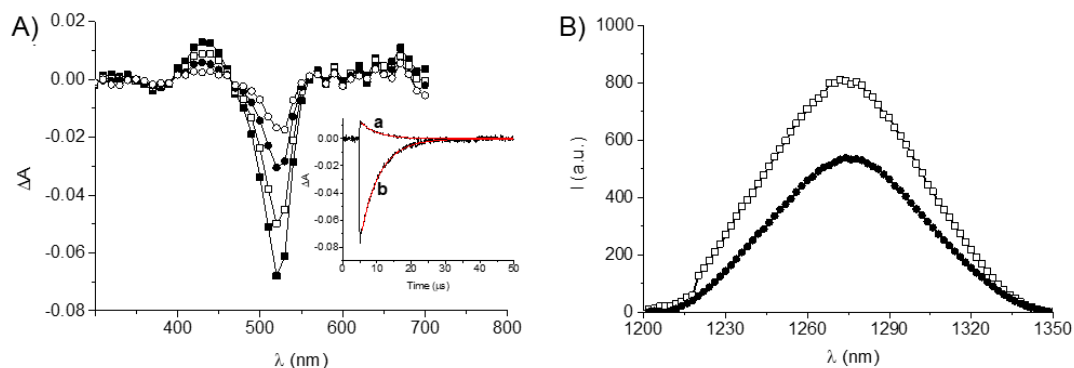 A)
0.02
0.00
-0.02
-0.04
-0.06
-0.08
ΔA
400 500 600 700 800
λ (nm)
a
b
0.00
-0.02
-0.04
-0.06
-0.08
ΔA
0 10 20 30 40 50
Time (µs)
B)
1000
800
600
400
200
0
I (a.u.)
1200 1230 1260 1290 1320 1350
λ (nm)